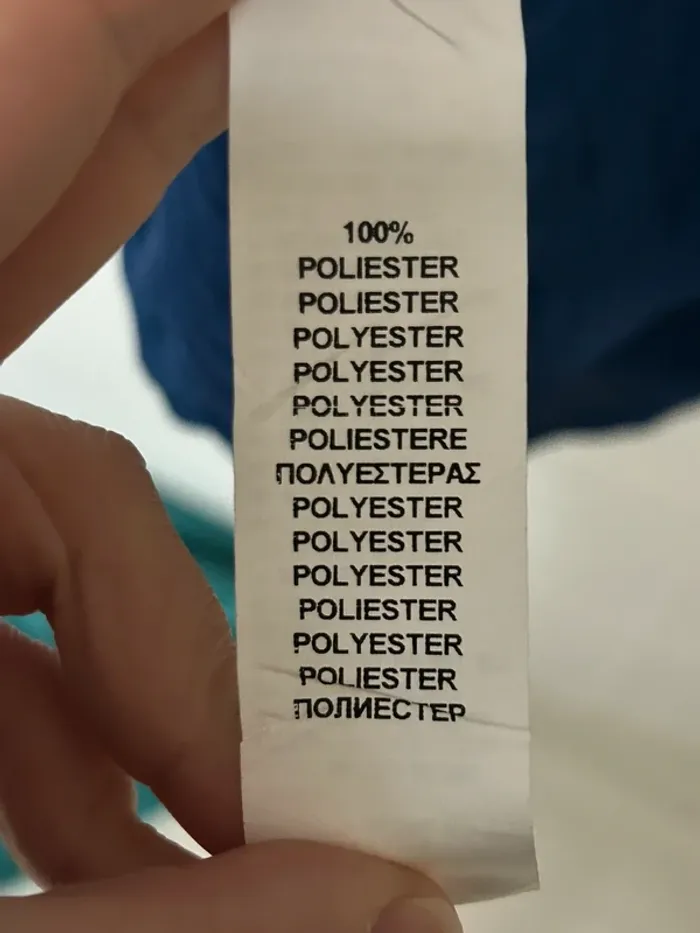 100%
POLIESTER
POLIESTER
POLYESTER
POLYESTER
POLYESTER
POLIESTERE
ΠΟΛΥΕΣΤΕΡΑΣ
POLYESTER
POLYESTER
POLYESTER
POLIESTER
POLYESTER
POLIESTER
ПОЛИЕСТЕР